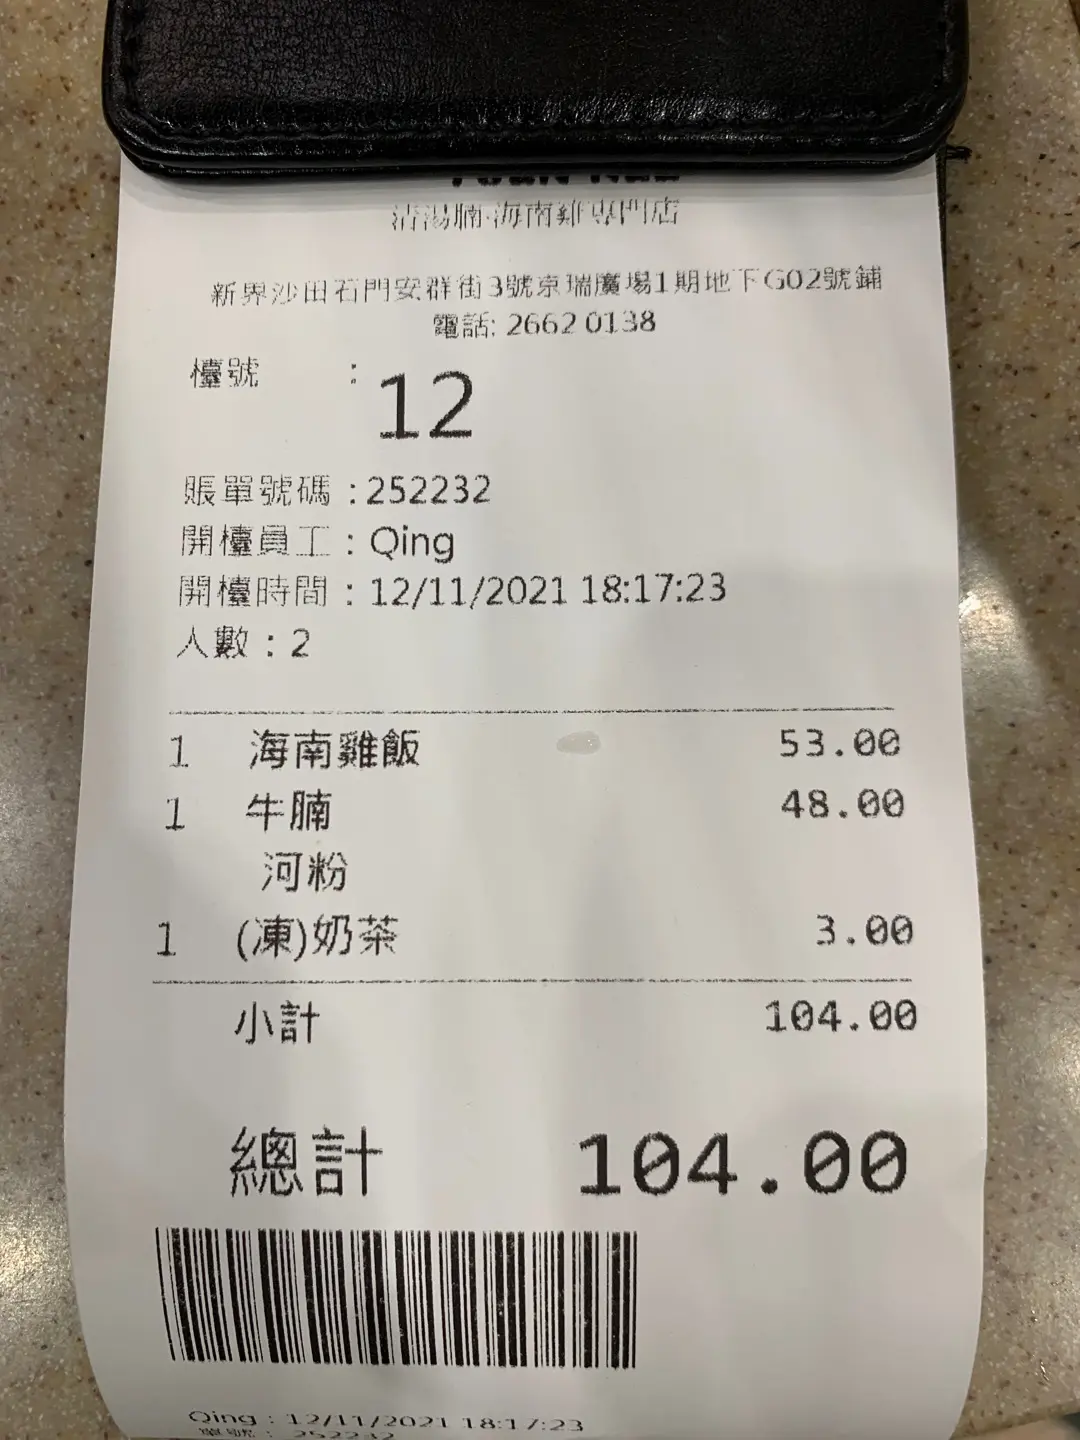 清湯腩·海南雞專門店
新界沙田石門安群街3號京瑞廣場1期地下G02號鋪
電話: 2662 0138
檯號 : 12
賬單號碼 : 252232
開檯員工 : Qing
開檯時間 : 12/11/2021 18:17:23
人數 : 2
1 海南雞飯 53.00
1 牛腩 48.00
河粉
1 (凍)奶茶 3.00
小計 104.00
總計 104.00
Qing : 12/11/2021 18:17:23
單號 : 252232